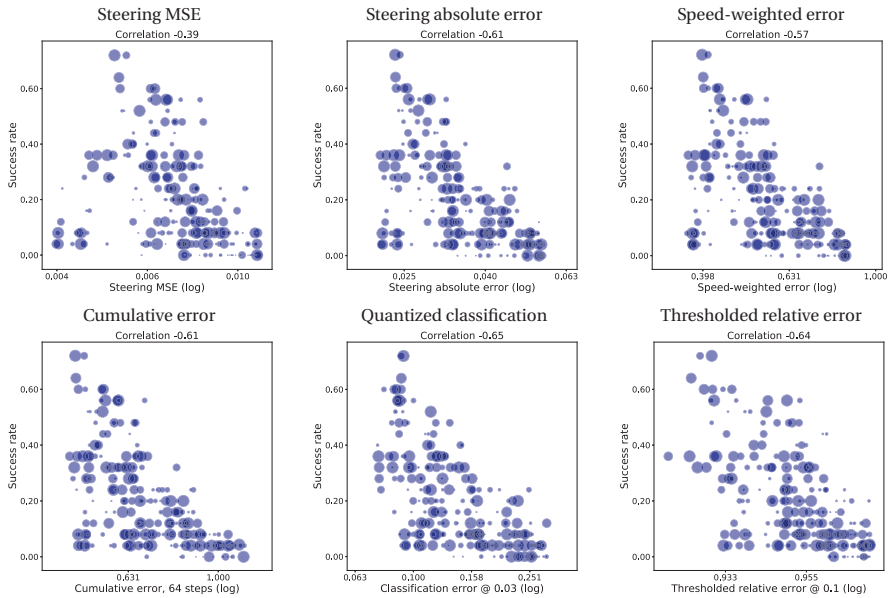 Steering MSE
Correlation -0.39
Success rate
0,60
0,40
0,20
0,00
0,004
0,006
0,010
Steering MSE (log)
Steering absolute error
Correlation -0.61
Success rate
0,60
0,40
0,20
0,00
0,025
0,040
0,063
Steering absolute error (log)
Speed-weighted error
Correlation -0.57
Success rate
0,60
0,40
0,20
0,00
0,398
0,631
1,000
Speed-weighted error (log)
Cumulative error
Correlation -0.61
Success rate
0,60
0,40
0,20
0,00
0,631
1,000
Cumulative error, 64 steps (log)
Quantized classification
Correlation -0.65
Success rate
0,60
0,40
0,20
0,00
0,063
0,100
0,158
0,251
Classification error @ 0.03 (log)
Thresholded relative error
Correlation -0.64
Success rate
0,60
0,40
0,20
0,00
0,933
0,955
Thresholded relative error @ 0.1 (log)